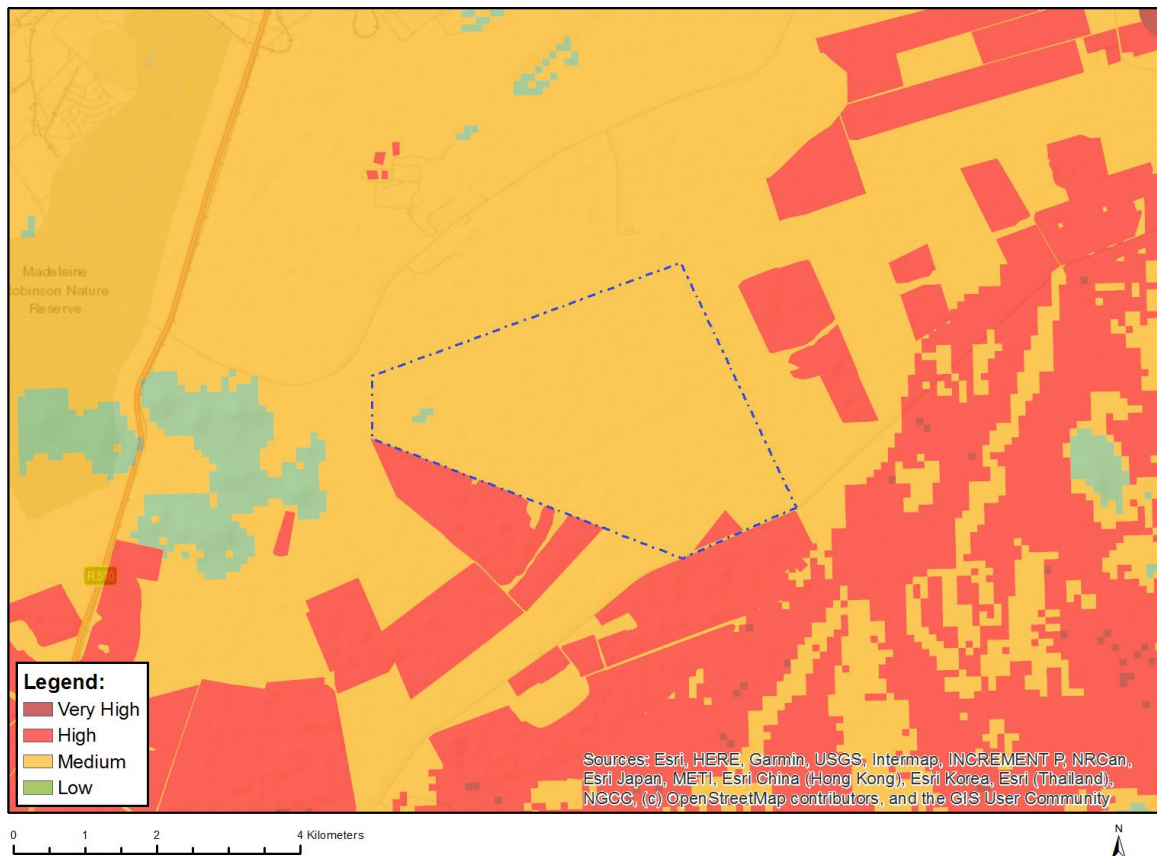 Madeleine
Robinson Nature
Reserve
R510
Legend:
Very High
High
Medium
Low
Sources: Esri, HERE, Garmin, USGS, Intermap, INCREMENT P, NRCan,
Esri Japan, METI, Esri China (Hong Kong), Esri Korea, Esri (Thailand),
NGCC, (c) OpenStreetMap contributors, and the GIS User Community
0 1 2 4 Kilometers
N